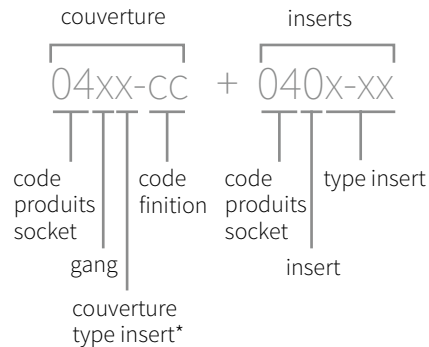 couverture inserts
04xx-cc + 040x-xx
code produits socket
code finition
code produits socket
type insert
gang
insert
couverture type insert*